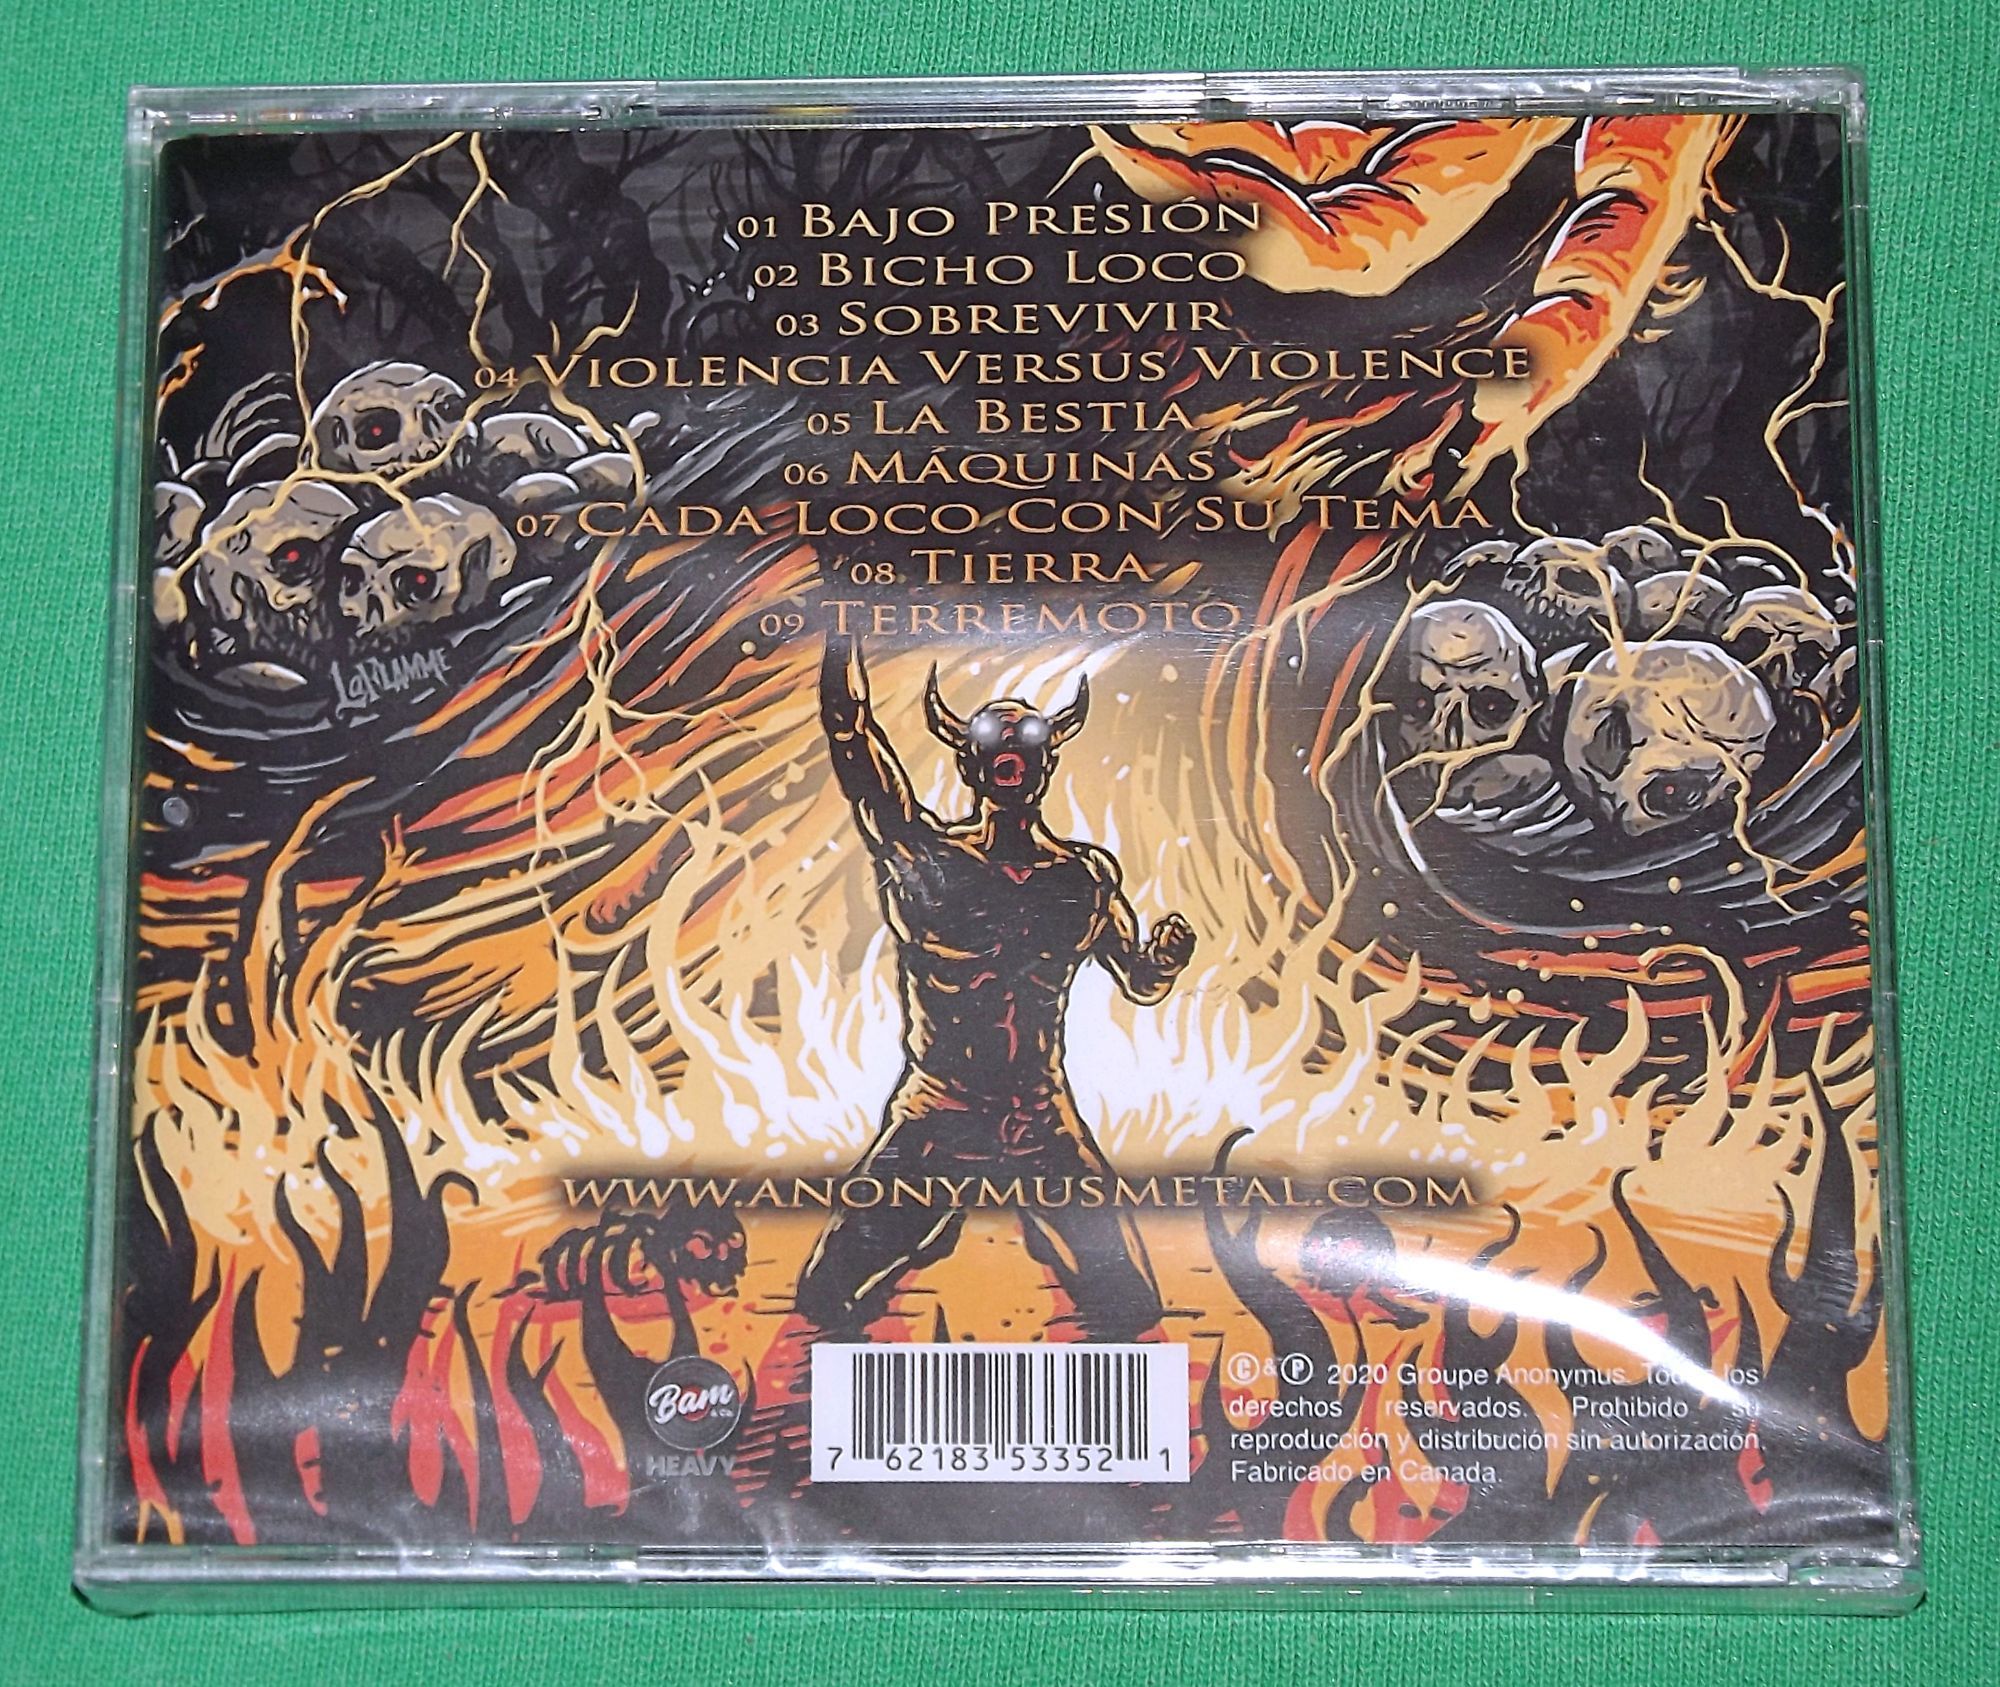 01 BAJO PRESIÓN
02 BICHO LOCO
03 SOBREVIVIR
04 VIOLENCIA VERSUS VIOLENCE
05 LA BESTIA
06 MÁQUINAS
07 CADA LOCO CON SU TEMA
08 TIERRA
09 TERREMOTO
LaFLAMME
WWW.ANONYMUSMETAL.COM
Bam
& Co.
HEAVY
7 62183 53352 1
© & ℗ 2020 Groupe Anonymus. Todos los
derechos reservados. Prohibido su
reproducción y distribución sin autorización.
Fabricado en Canada.